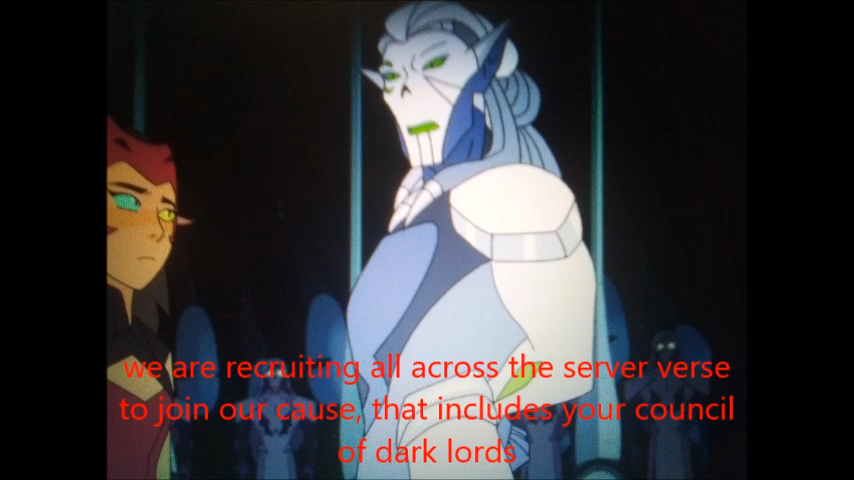 we are recruiting all across the server verse
to join our cause, that includes your council
of dark lords